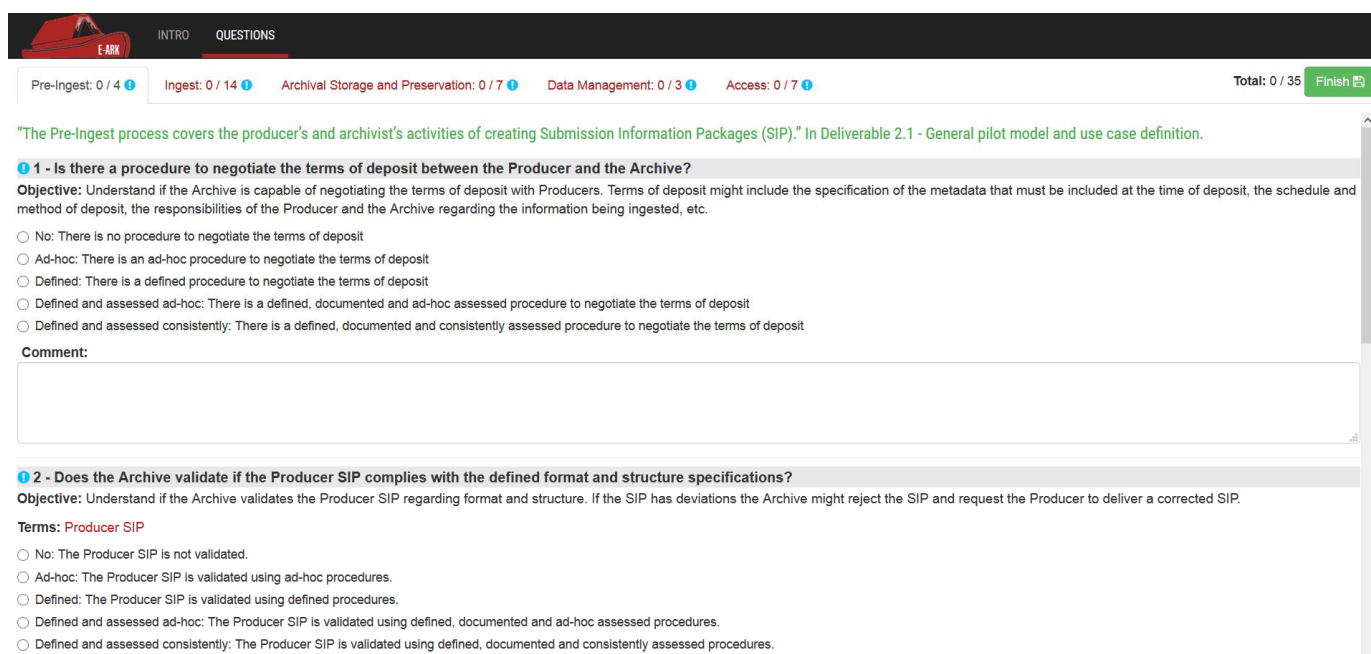 E-ARK
INTRO QUESTIONS
Pre-Ingest: 0 / 4 Ingest: 0 / 14 Archival Storage and Preservation: 0 / 7 Data Management: 0 / 3 Access: 0 / 7 Total: 0 / 35 Finish
"The Pre-Ingest process covers the producer's and archivist's activities of creating Submission Information Packages (SIP)." In Deliverable 2.1 - General pilot model and use case definition.
1 - Is there a procedure to negotiate the terms of deposit between the Producer and the Archive?
Objective: Understand if the Archive is capable of negotiating the terms of deposit with Producers. Terms of deposit might include the specification of the metadata that must be included at the time of deposit, the schedule and
method of deposit, the responsibilities of the Producer and the Archive regarding the information being ingested, etc.
No: There is no procedure to negotiate the terms of deposit
Ad-hoc: There is an ad-hoc procedure to negotiate the terms of deposit
Defined: There is a defined procedure to negotiate the terms of deposit
Defined and assessed ad-hoc: There is a defined, documented and ad-hoc assessed procedure to negotiate the terms of deposit
Defined and assessed consistently: There is a defined, documented and consistently assessed procedure to negotiate the terms of deposit
Comment:
2 - Does the Archive validate if the Producer SIP complies with the defined format and structure specifications?
Objective: Understand if the Archive validates the Producer SIP regarding format and structure. If the SIP has deviations the Archive might reject the SIP and request the Producer to deliver a corrected SIP.
Terms: Producer SIP
No: The Producer SIP is not validated.
Ad-hoc: The Producer SIP is validated using ad-hoc procedures.
Defined: The Producer SIP is validated using defined procedures.
Defined and assessed ad-hoc: The Producer SIP is validated using defined, documented and ad-hoc assessed procedures.
Defined and assessed consistently: The Producer SIP is validated using defined, documented and consistently assessed procedures.